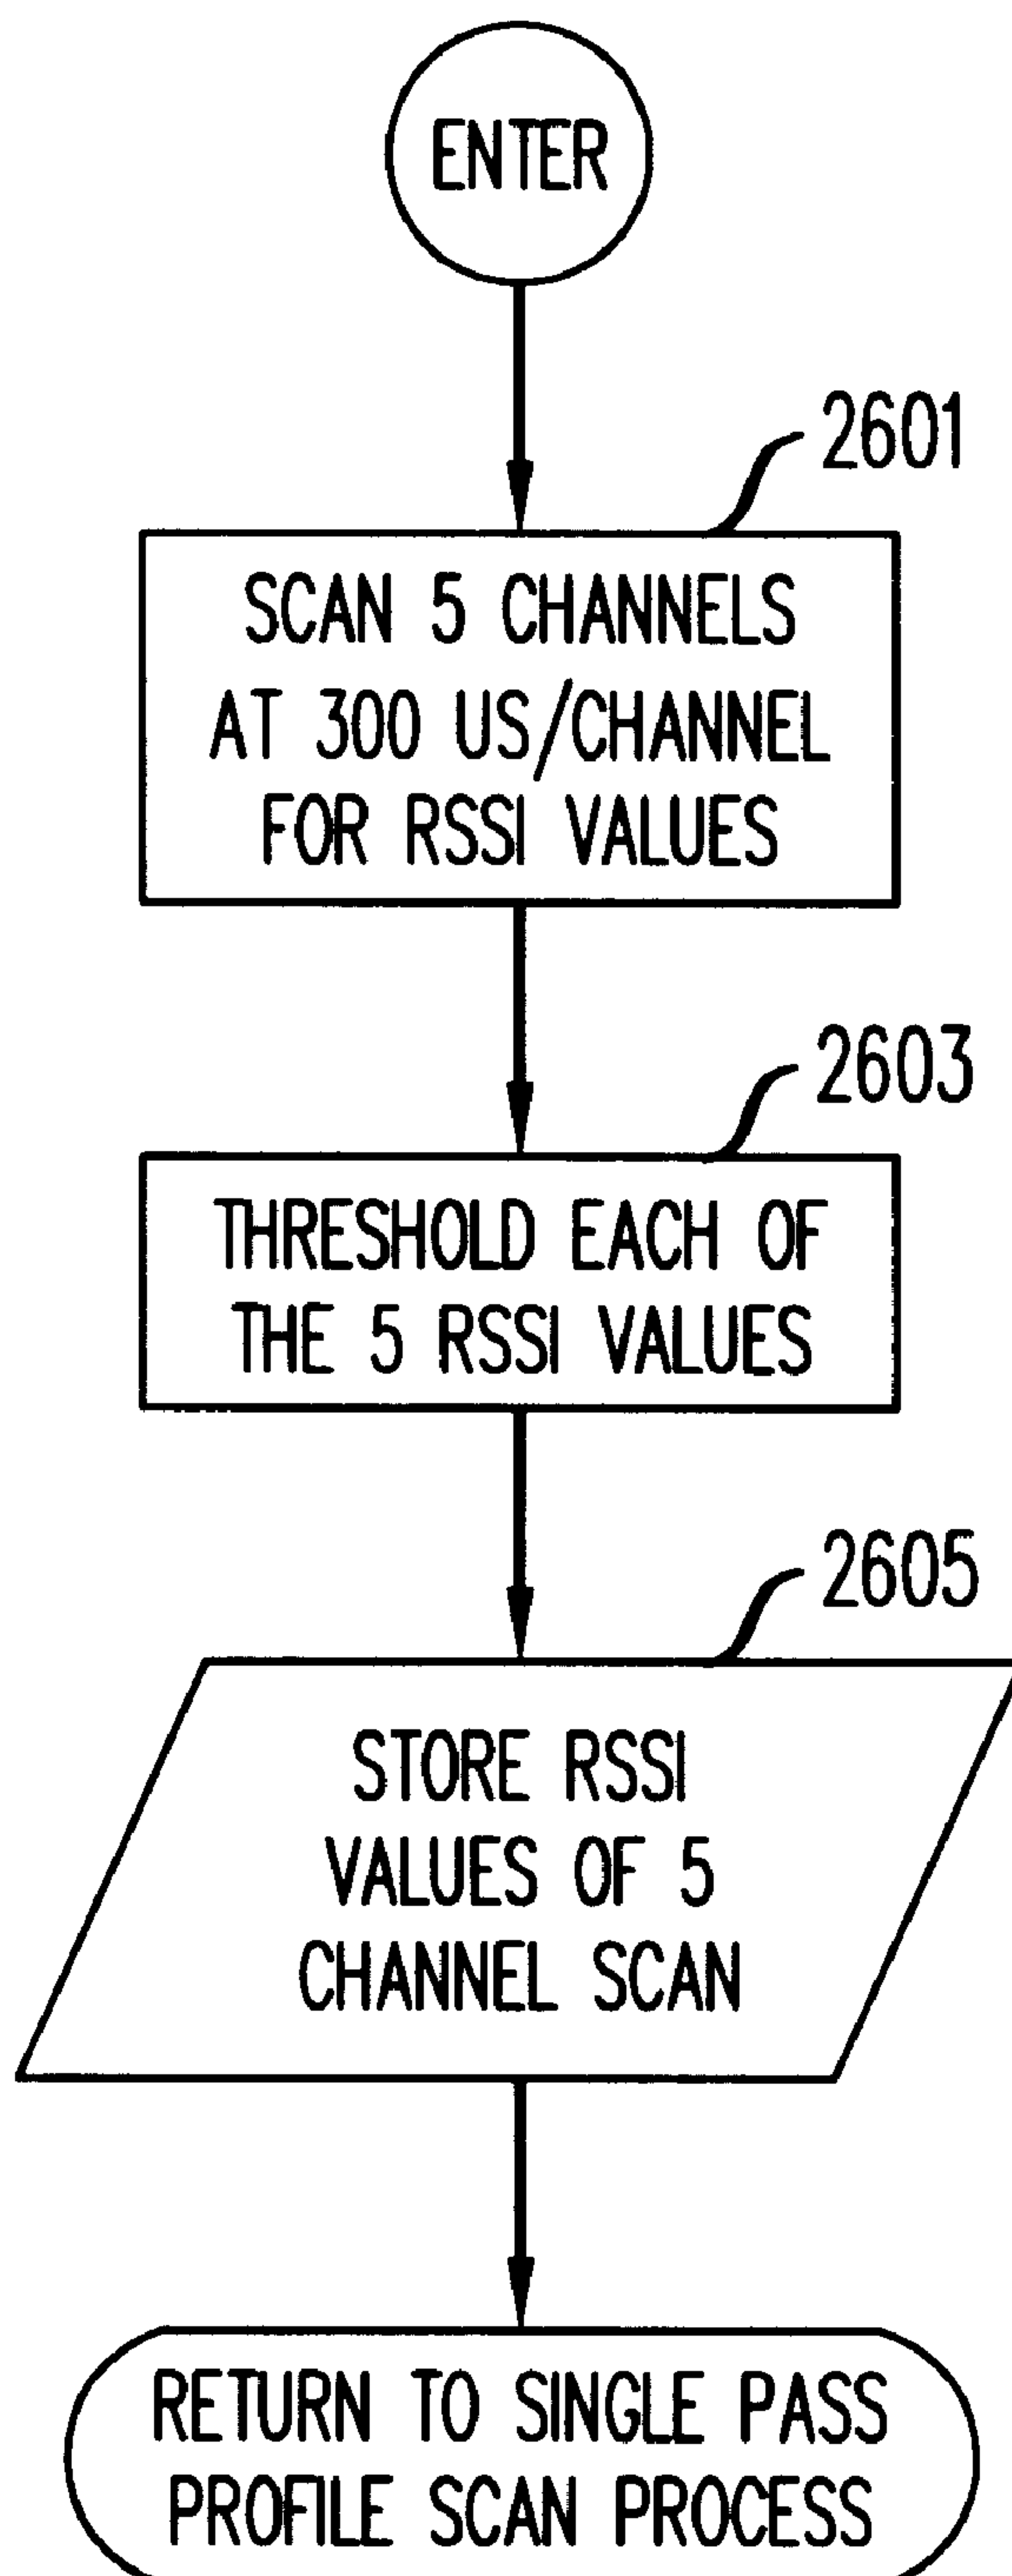 ENTER
2601
SCAN 5 CHANNELS
AT 300 US/CHANNEL
FOR RSSI VALUES
2603
THRESHOLD EACH OF
THE 5 RSSI VALUES
2605
STORE RSSI
VALUES OF 5
CHANNEL SCAN
RETURN TO SINGLE PASS
PROFILE SCAN PROCESS